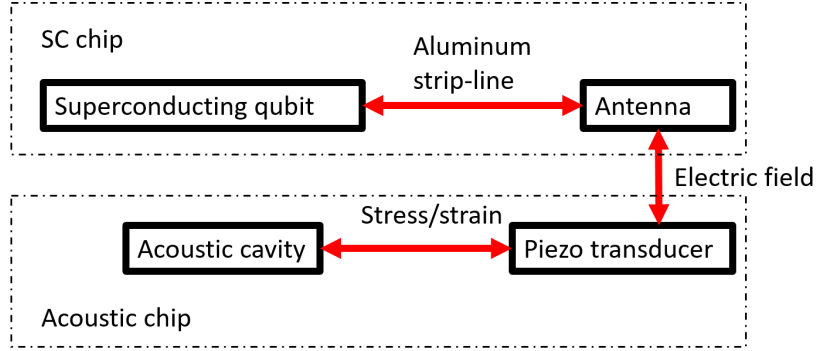 SC chip
Aluminum
strip-line
Superconducting qubit
Antenna
Electric field
Stress/strain
Acoustic cavity
Piezo transducer
Acoustic chip